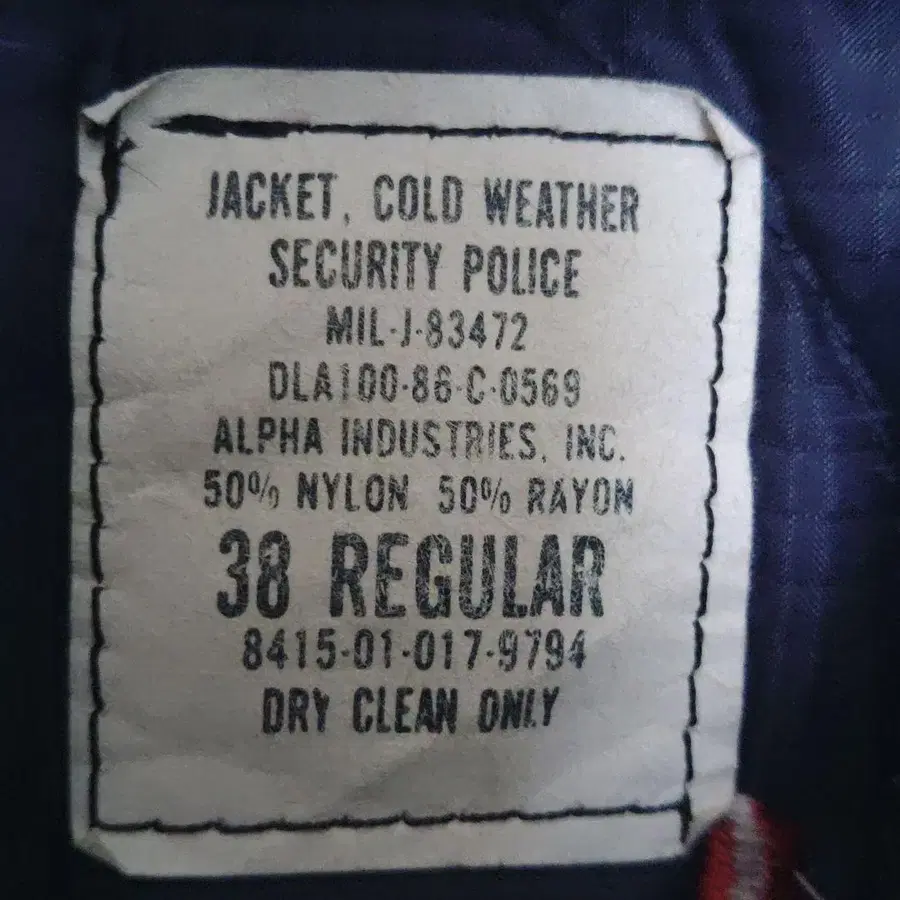 JACKET, COLD WEATHER
SECURITY POLICE
MIL-J-83472
DLA100-86-C-0569
ALPHA INDUSTRIES, INC.
50% NYLON 50% RAYON
38 REGULAR
8415-01-017-9794
DRY CLEAN ONLY